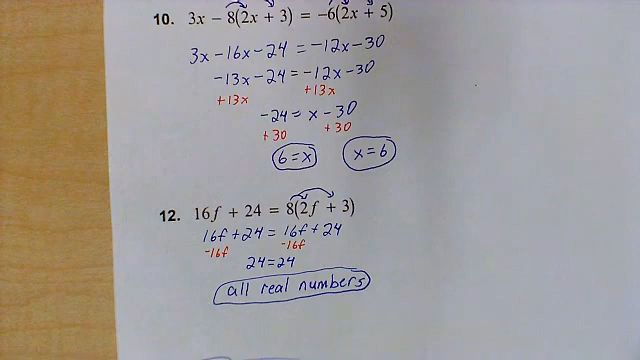 10. 3x − 8(2x + 3) = −6(2x + 5)
3x-16x-24 = -12x-30
-13x-24 = -12x-30
+13x +13x
-24 = x-30
+30 +30
6=x x=6
12. 16f + 24 = 8(2f + 3)
16f+24 = 16f+24
-16f -16f
24=24
all real numbers